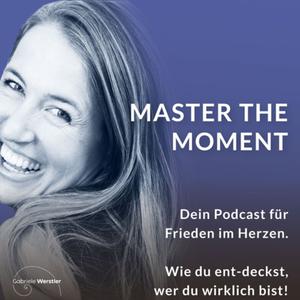 MASTER THE
MOMENT
Dein Podcast für
Frieden im Herzen.
Wie du ent-deckst,
wer du wirklich bist!
Gabriele Werstler